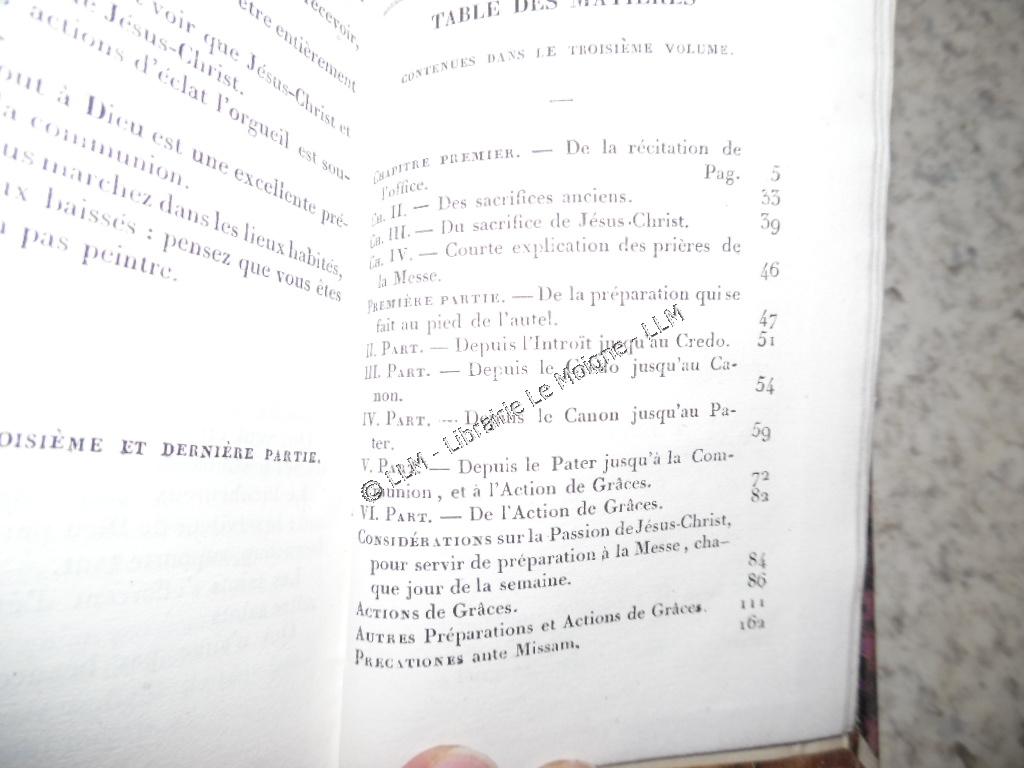 recevoir,
être entièrement
voir que Jésus-Christ et
Jésus-Christ.
actions d'éclat l'orgueil est sou-
à Dieu est une excellente pré-
communion.
marchez dans les lieux habités,
baissés : pensez que vous êtes
pas peintre.
ET DERNIÈRE PARTIE.
TABLE DES MATIÈRES
CONTENUES DANS LE TROISIÈME VOLUME.
CHAPITRE PREMIER. — De la récitation de
l'office. Pag. 5
CH. II. — Des sacrifices anciens. 33
CH. III. — Du sacrifice de Jésus-Christ. 39
CH. IV. — Courte explication des prières de
la Messe. 46
PREMIÈRE PARTIE. — De la préparation qui se
fait au pied de l'autel. 47
II. PART. — Depuis l'Introït jusqu'au Credo. 51
III. PART. — Depuis le Credo jusqu'au Ca-
non. 54
IV. PART. — Depuis le Canon jusqu'au Pa-
ter. 59
V. PART. — Depuis le Pater jusqu'à la Com-
munion, et à l'Action de Grâces. 72
VI. PART. — De l'Action de Grâces. 82
CONSIDÉRATIONS sur la Passion de Jésus-Christ,
pour servir de préparation à la Messe, cha-
que jour de la semaine. 84
ACTIONS de Grâces. 86
AUTRES Préparations et Actions de Grâces. 111
PRECATIONES ante Missam. 162
© LLM - Librairie Le Moigne - LLM